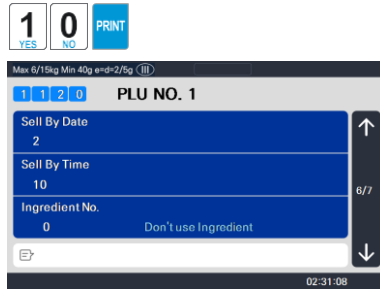 1 0 PRINT
YES NO
Max 6/15kg Min 40g e=d=2/5g III
1 1 2 0 PLU NO. 1
Sell By Date
2
Sell By Time
10
6/7
Ingredient No.
0 Don't use Ingredient
02:31:08